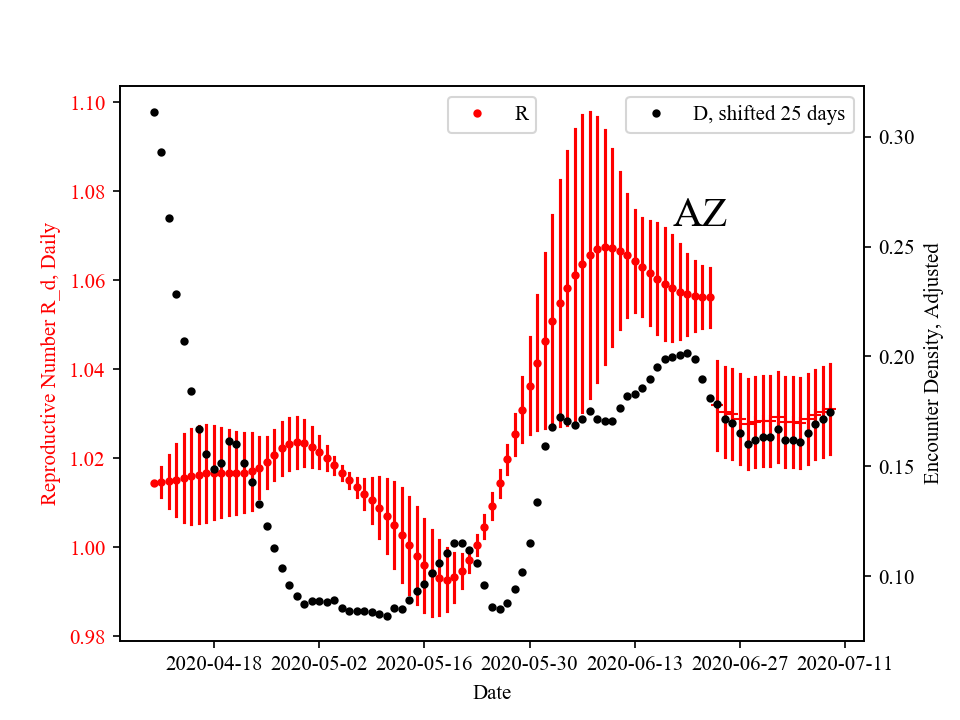 R
D, shifted 25 days
AZ
Reproductive Number R_d, Daily
1.10
1.08
1.06
1.04
1.02
1.00
0.98
0.30
0.25
0.20
0.15
0.10
Encounter Density, Adjusted
2020-04-18 2020-05-02 2020-05-16 2020-05-30 2020-06-13 2020-06-27 2020-07-11
Date